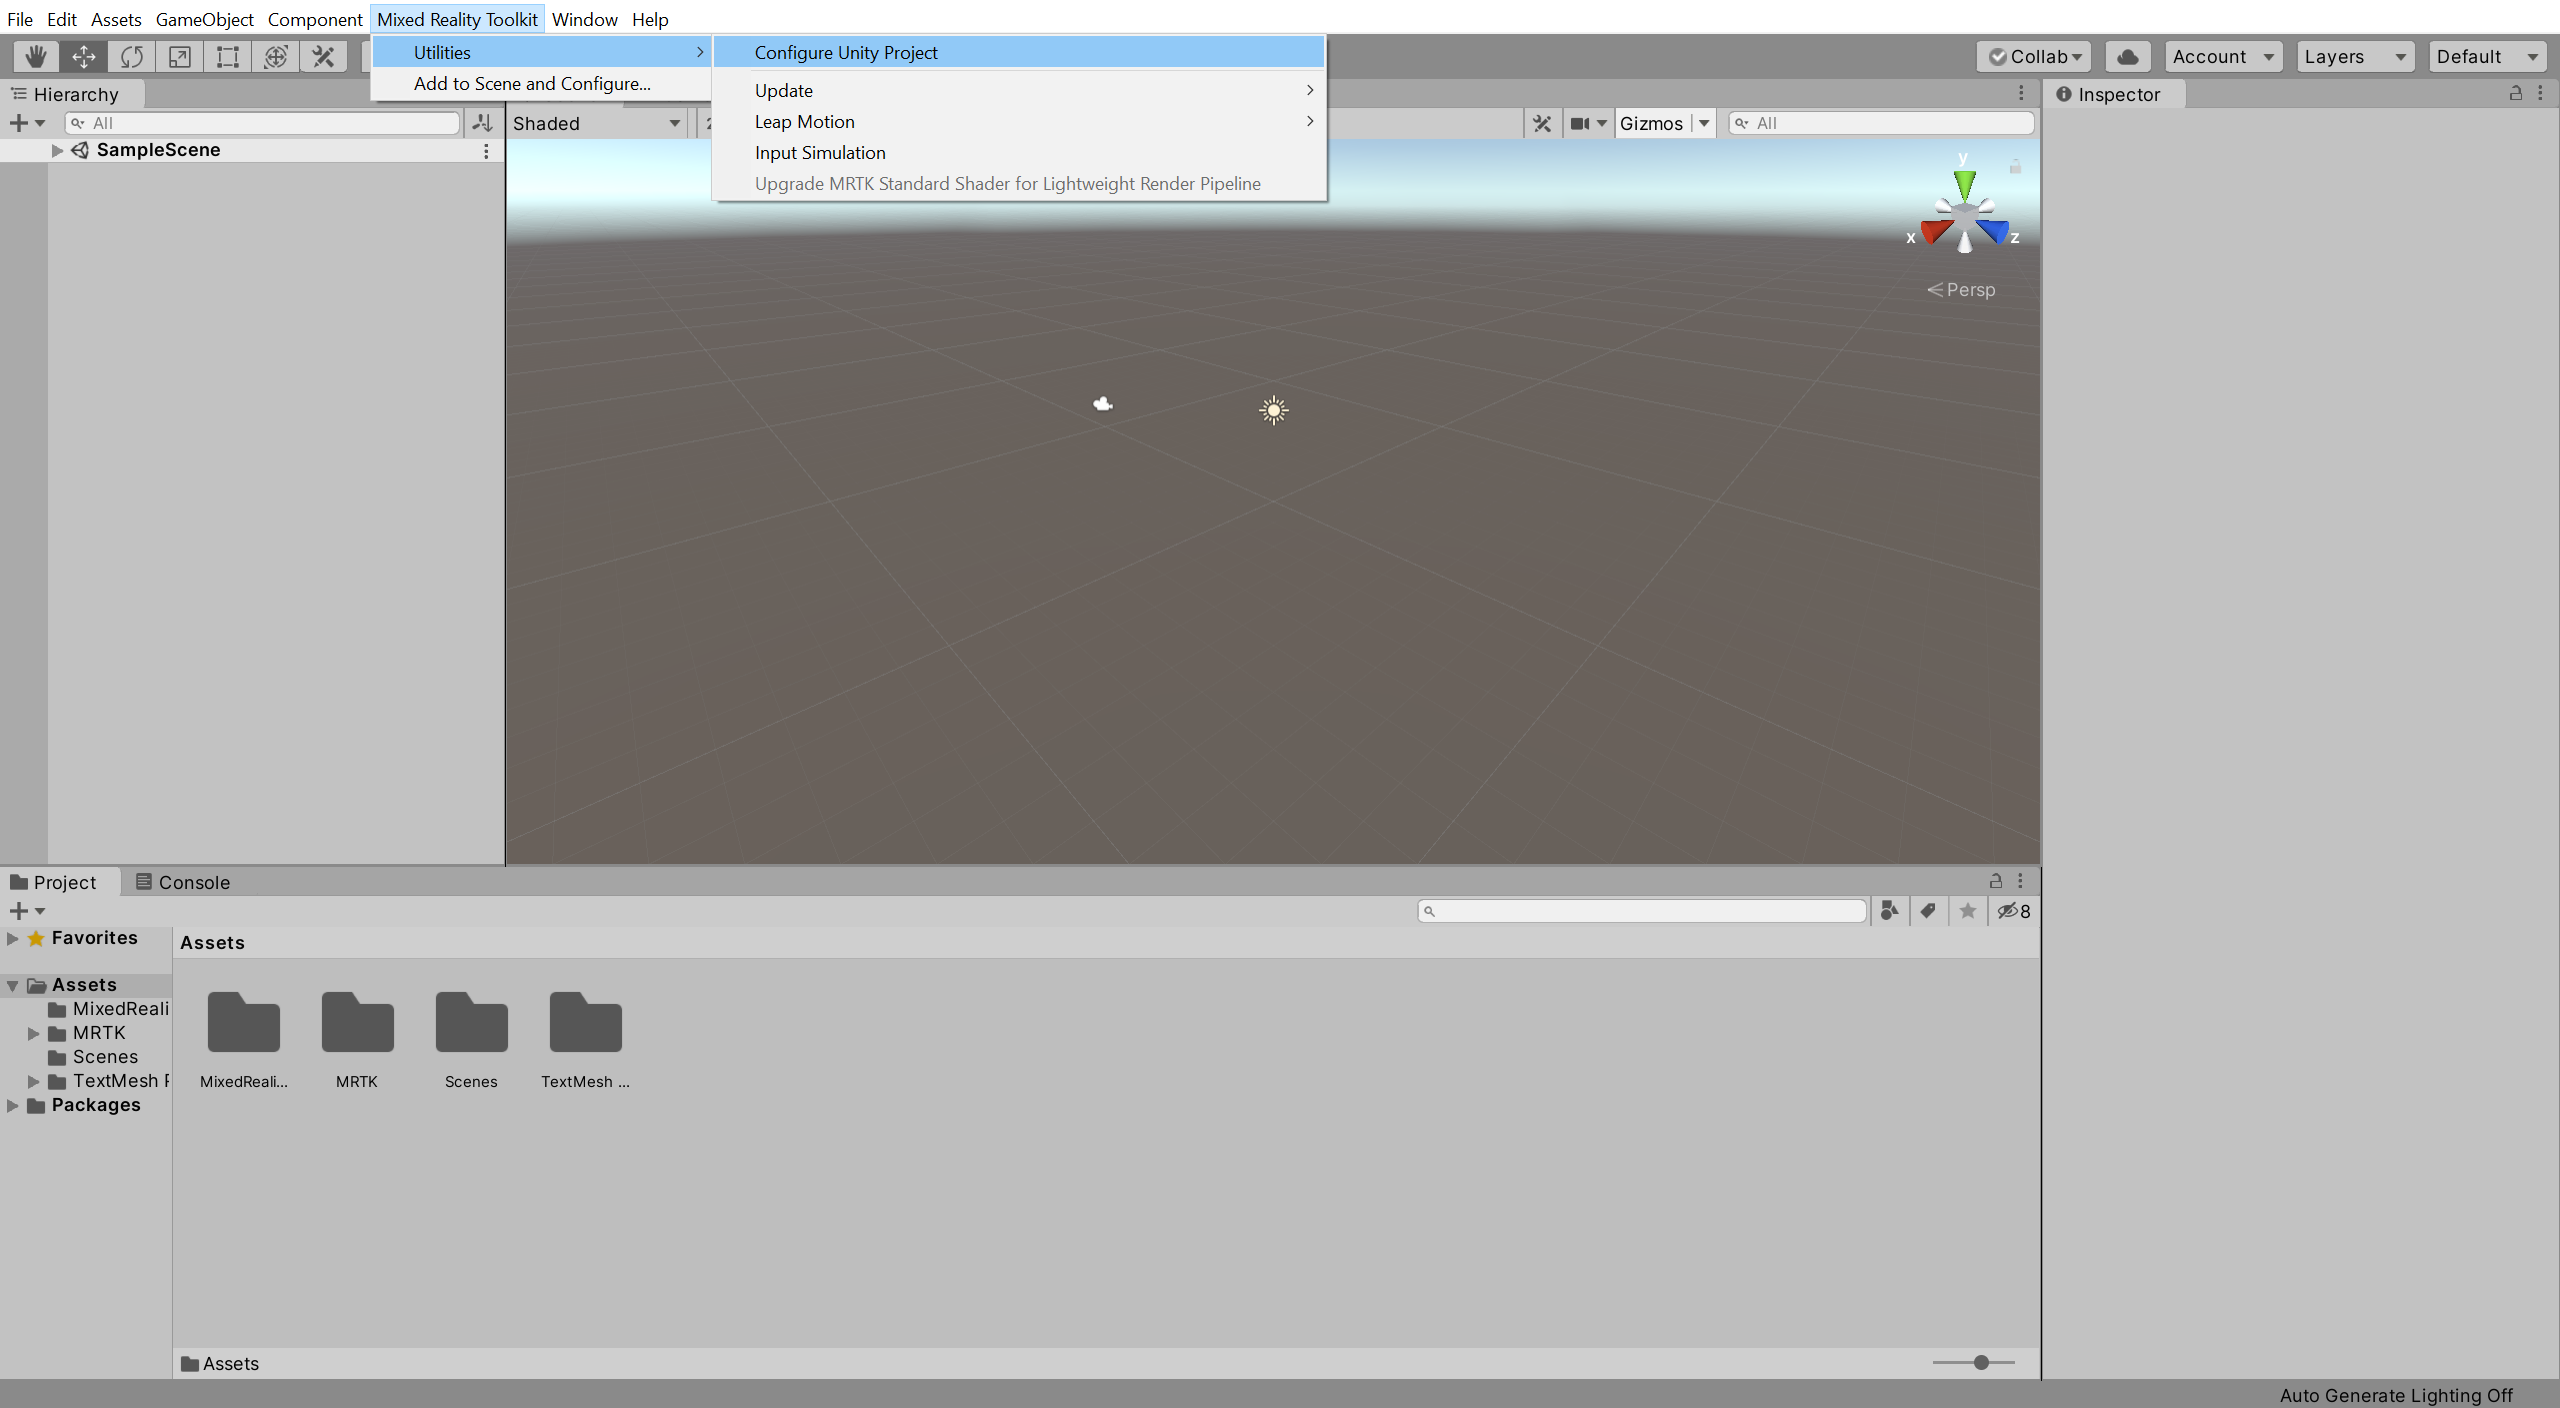 File Edit Assets GameObject Component Mixed Reality Toolkit Window Help
Utilities
Add to Scene and Configure...
Configure Unity Project
Update
Leap Motion
Input Simulation
Upgrade MRTK Standard Shader for Lightweight Render Pipeline
Collab Account Layers Default
Hierarchy
All
SampleScene
Shaded
Gizmos All
y
x z
Persp
Inspector
Project Console
8
Favorites
Assets
MixedReali
MRTK
Scenes
TextMesh
Packages
Assets
MixedReali... MRTK Scenes TextMesh ...
Assets
Auto Generate Lighting Off